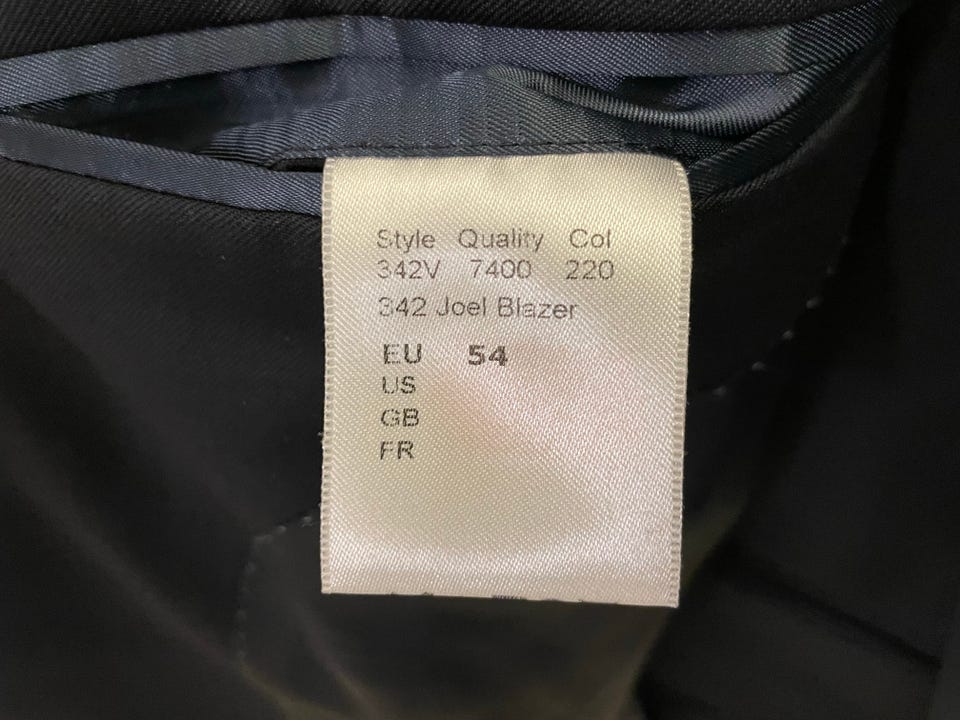 Style Quality Col
342V 7400 220
342 Joel Blazer
EU 54
US
GB
FR